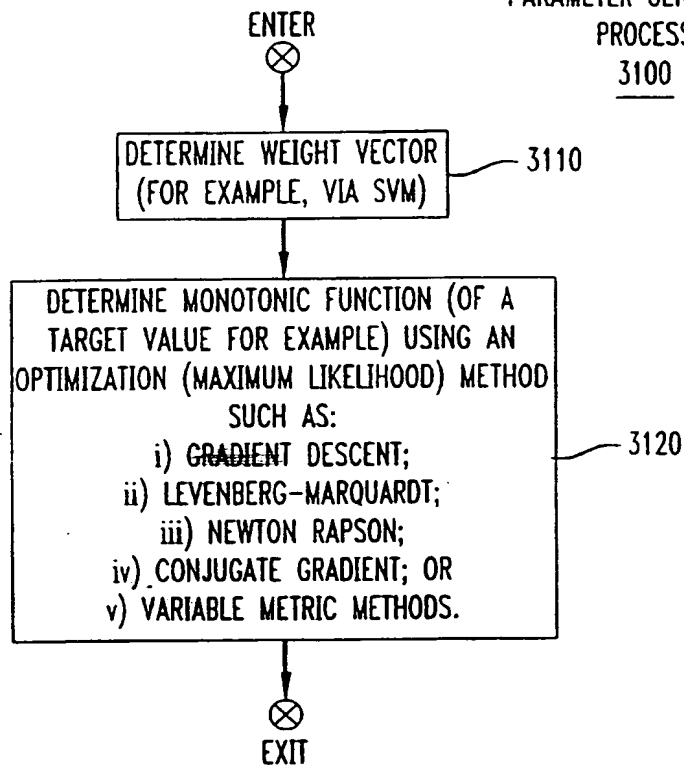 PARAMETER
PROCESS
3100
ENTER
DETERMINE WEIGHT VECTOR
(FOR EXAMPLE, VIA SVM)
3110
DETERMINE MONOTONIC FUNCTION (OF A
TARGET VALUE FOR EXAMPLE) USING AN
OPTIMIZATION (MAXIMUM LIKELIHOOD) METHOD
SUCH AS:
i) GRADIENT DESCENT;
ii) LEVENBERG-MARQUARDT;
iii) NEWTON RAPSON;
iv) CONJUGATE GRADIENT; OR
v) VARIABLE METRIC METHODS.
3120
EXIT